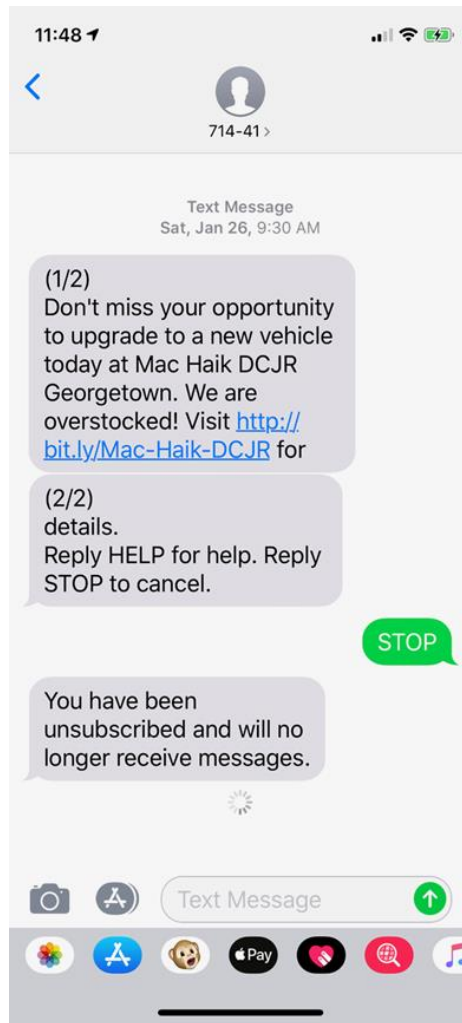 11:48
714-41 >
Text Message
Sat, Jan 26, 9:30 AM
(1/2)
Don't miss your opportunity
to upgrade to a new vehicle
today at Mac Haik DCJR
Georgetown. We are
overstocked! Visit http://
bit.ly/Mac-Haik-DCJR for
(2/2)
details.
Reply HELP for help. Reply
STOP to cancel.
STOP
You have been
unsubscribed and will no
longer receive messages.
Text Message
Pay